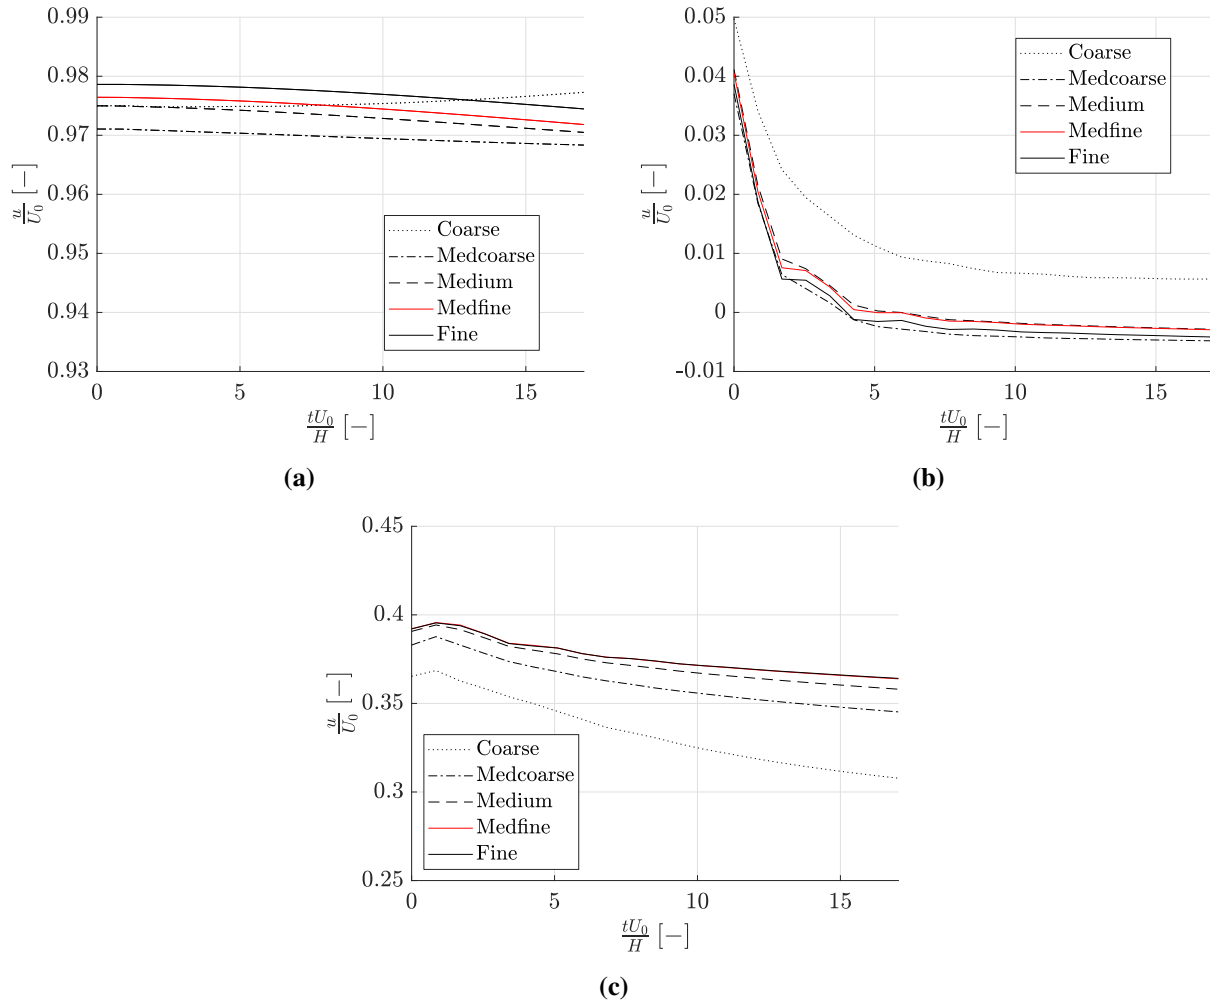 0.99
0.98
0.97
0.96
0.95
0.94
0.93
u/U₀ [−]
Coarse
Medcoarse
Medium
Medfine
Fine
0 5 10 15
tU₀/H [−]
(a)
0.05
0.04
0.03
0.02
0.01
0
-0.01
u/U₀ [−]
Coarse
Medcoarse
Medium
Medfine
Fine
0 5 10 15
tU₀/H [−]
(b)
0.45
0.4
0.35
0.3
0.25
u/U₀ [−]
Coarse
Medcoarse
Medium
Medfine
Fine
0 5 10 15
tU₀/H [−]
(c)